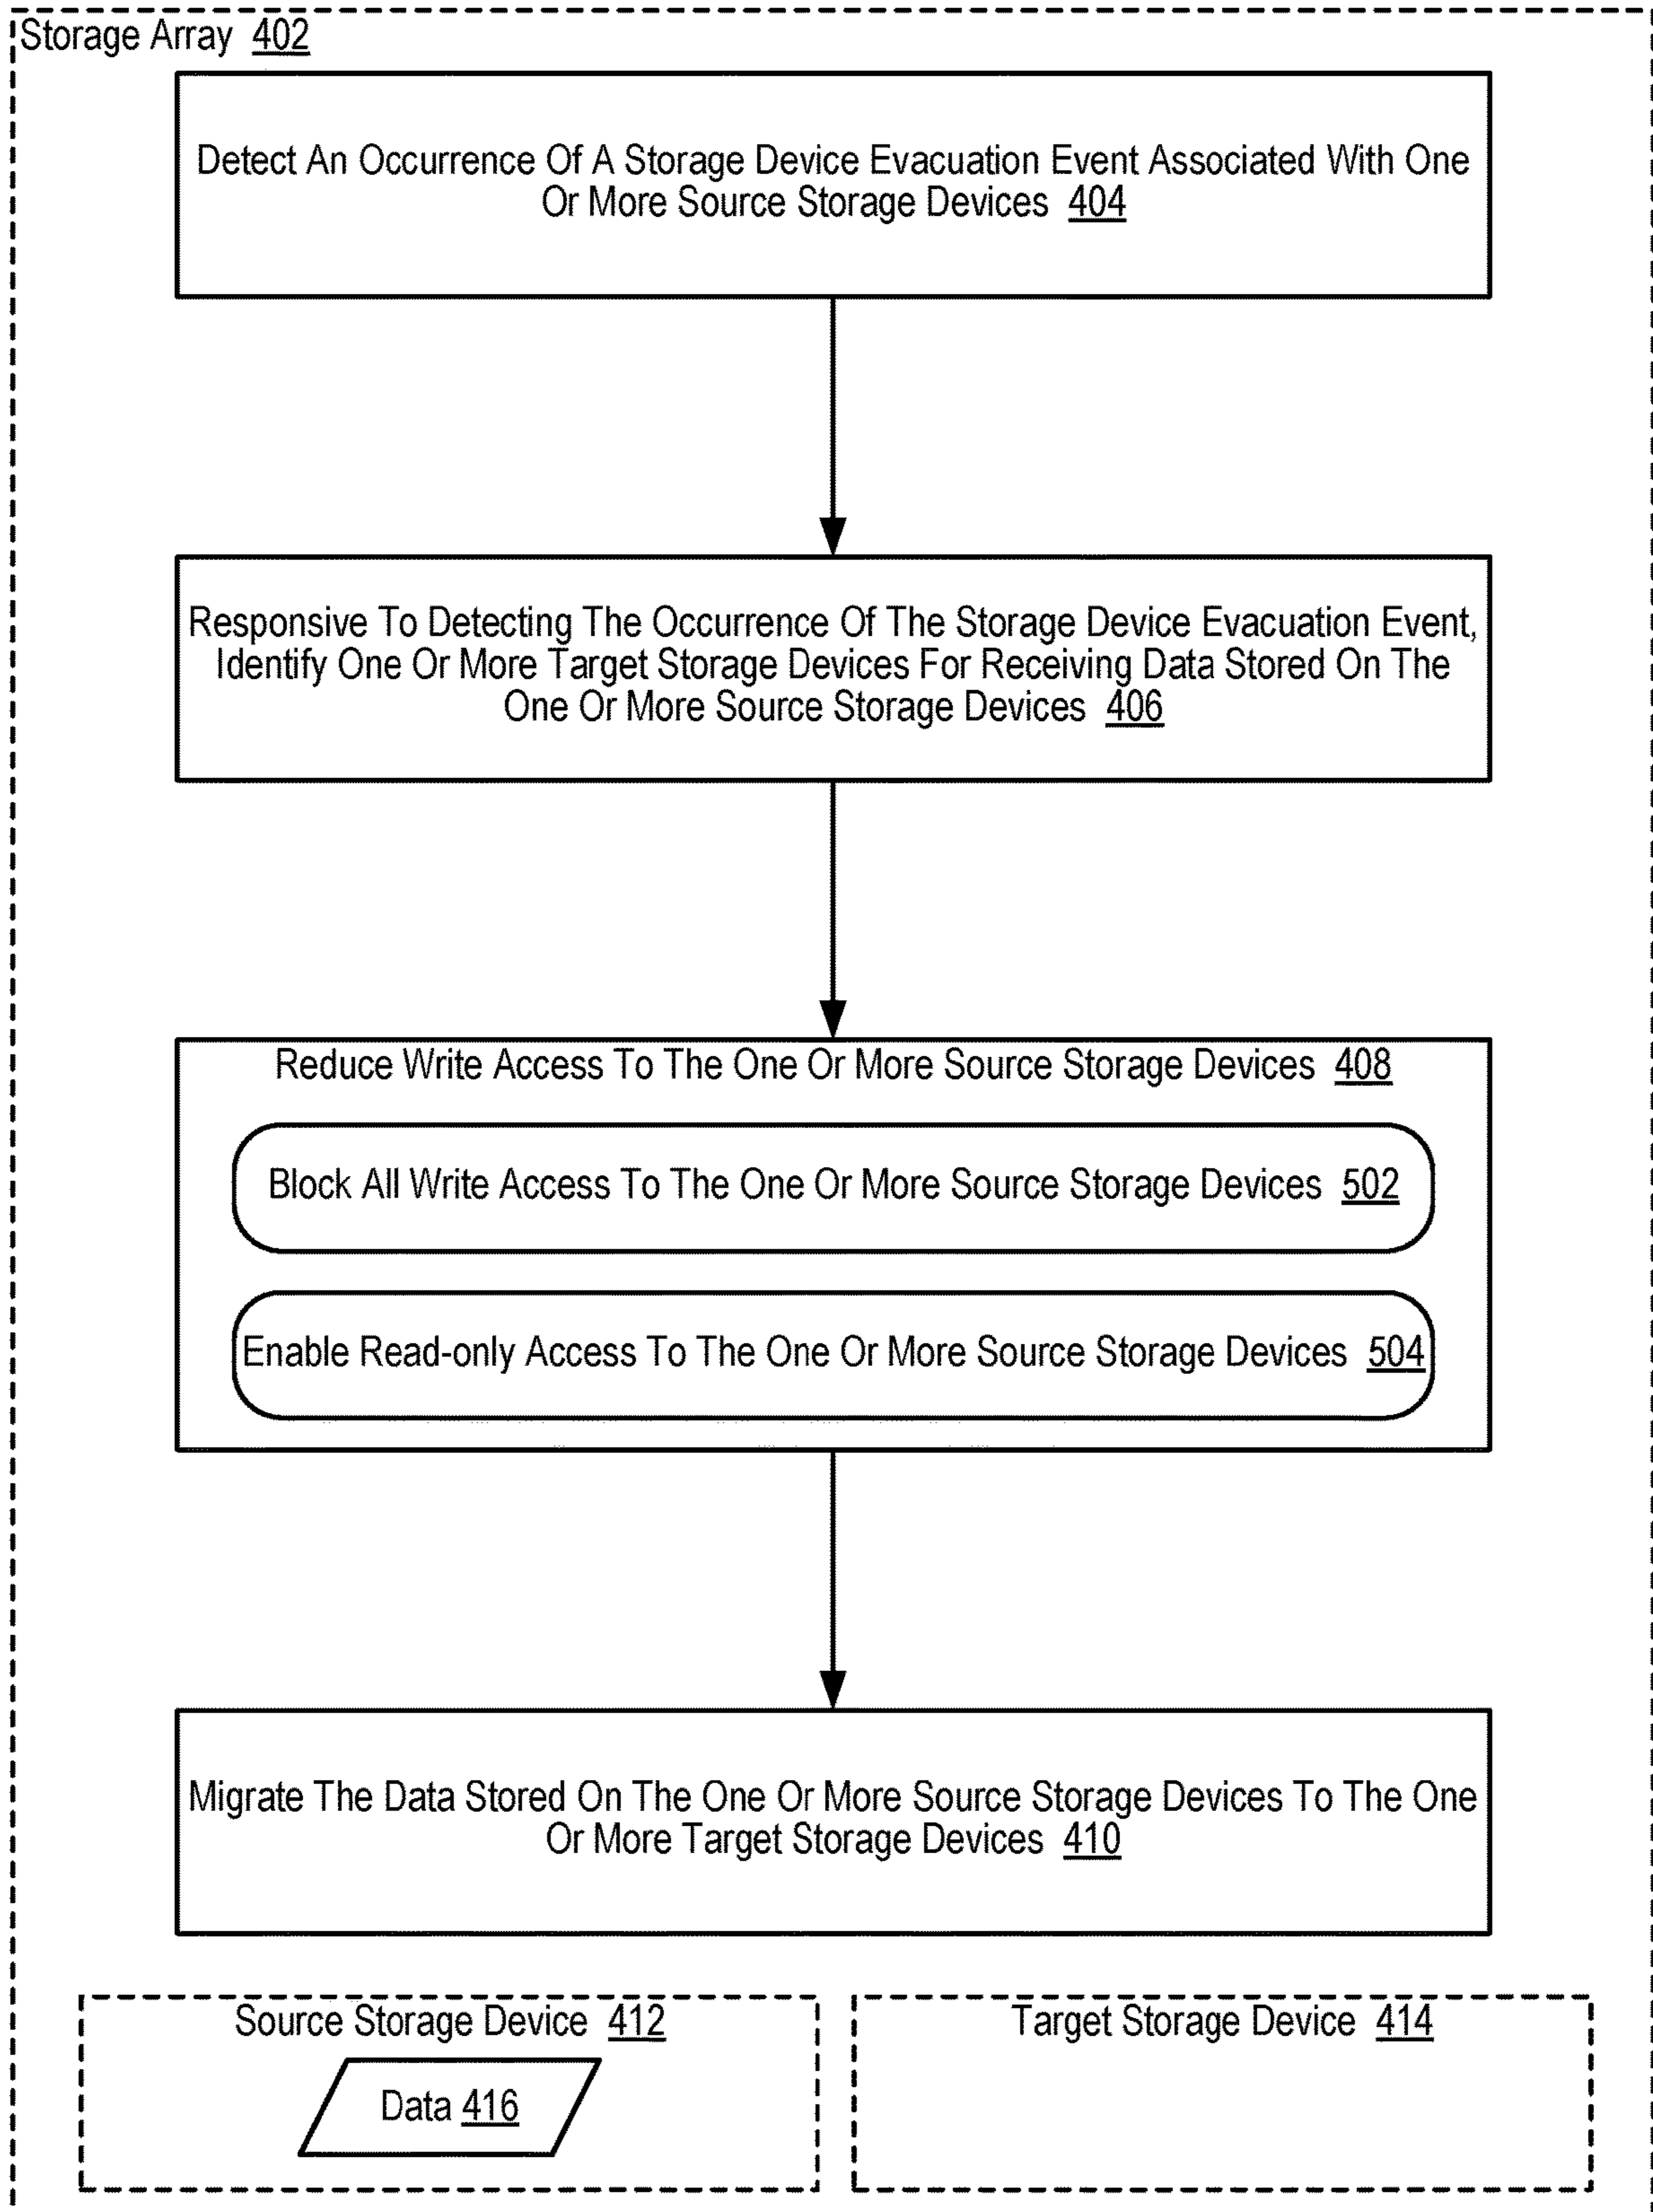 Storage Array 402
Detect An Occurrence Of A Storage Device Evacuation Event Associated With One
Or More Source Storage Devices 404
Responsive To Detecting The Occurrence Of The Storage Device Evacuation Event,
Identify One Or More Target Storage Devices For Receiving Data Stored On The
One Or More Source Storage Devices 406
Reduce Write Access To The One Or More Source Storage Devices 408
Block All Write Access To The One Or More Source Storage Devices 502
Enable Read-only Access To The One Or More Source Storage Devices 504
Migrate The Data Stored On The One Or More Source Storage Devices To The One
Or More Target Storage Devices 410
Source Storage Device 412
Target Storage Device 414
Data 416